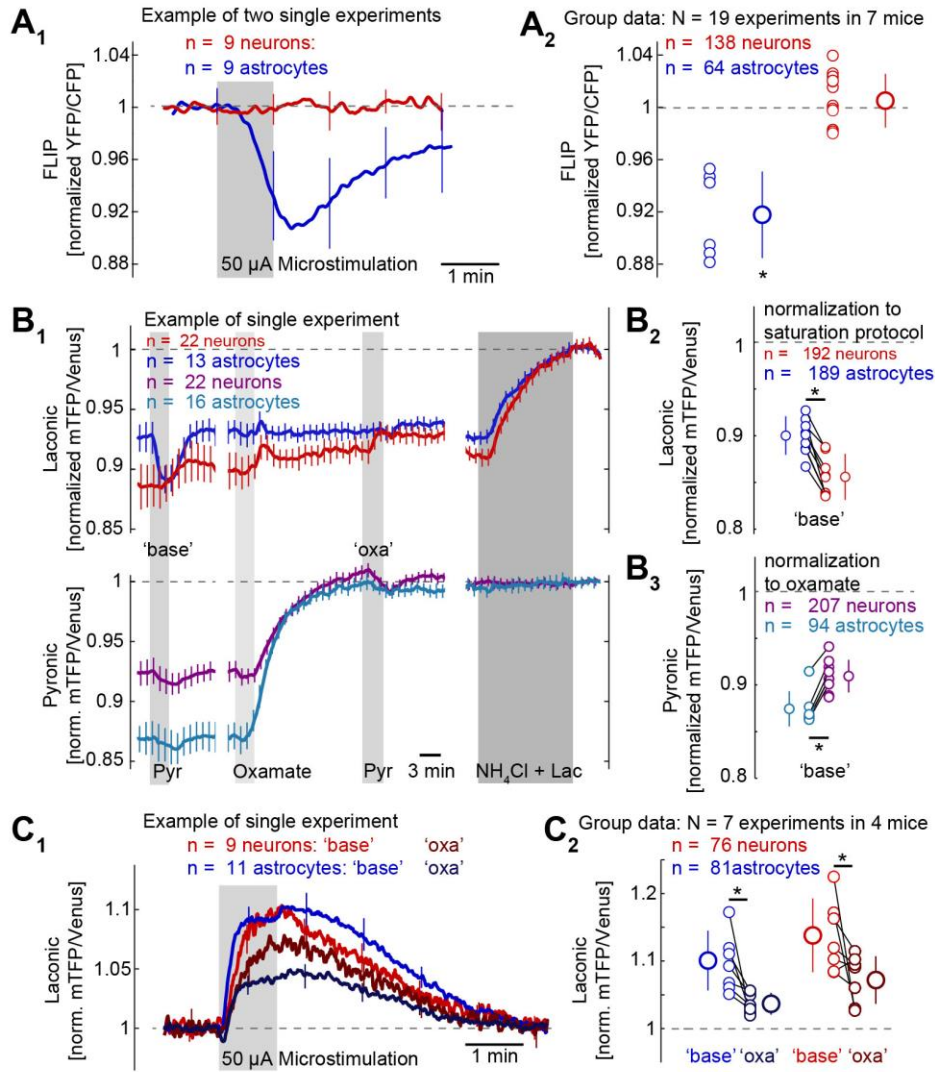 A1
Example of two single experiments
n = 9 neurons:
n = 9 astrocytes
FLIP
[normalized YFP/CFP]
1.04
1
0.96
0.92
0.88
50 µA Microstimulation
1 min
A2
Group data: N = 19 experiments in 7 mice
n = 138 neurons
n = 64 astrocytes
FLIP
[normalized YFP/CFP]
1.04
1
0.96
0.92
0.88
*
B1
Example of single experiment
n = 22 neurons
n = 13 astrocytes
n = 22 neurons
n = 16 astrocytes
Laconic
[normalized mTFP/Venus]
1
0.95
0.9
0.85
'base'
'oxa'
Pyronic
[norm. mTFP/Venus]
1
0.95
0.9
0.85
Pyr
Oxamate
Pyr
3 min
NH4Cl + Lac
B2
normalization to
saturation protocol
n = 192 neurons
n = 189 astrocytes
*
Laconic
[normalized mTFP/Venus]
1
0.9
0.8
'base'
B3
normalization
to oxamate
n = 207 neurons
n = 94 astrocytes
Pyronic
[normalized mTFP/Venus]
1
0.9
0.8
*
'base'
C1
Example of single experiment
n = 9 neurons: 'base' 'oxa'
n = 11 astrocytes: 'base' 'oxa'
Laconic
[norm. mTFP/Venus]
1.1
1.05
1
50 µA Microstimulation
1 min
C2
Group data: N = 7 experiments in 4 mice
n = 76 neurons
n = 81astrocytes
*
*
Laconic
[norm. mTFP/Venus]
1.2
1.1
1
'base' 'oxa' 'base' 'oxa'